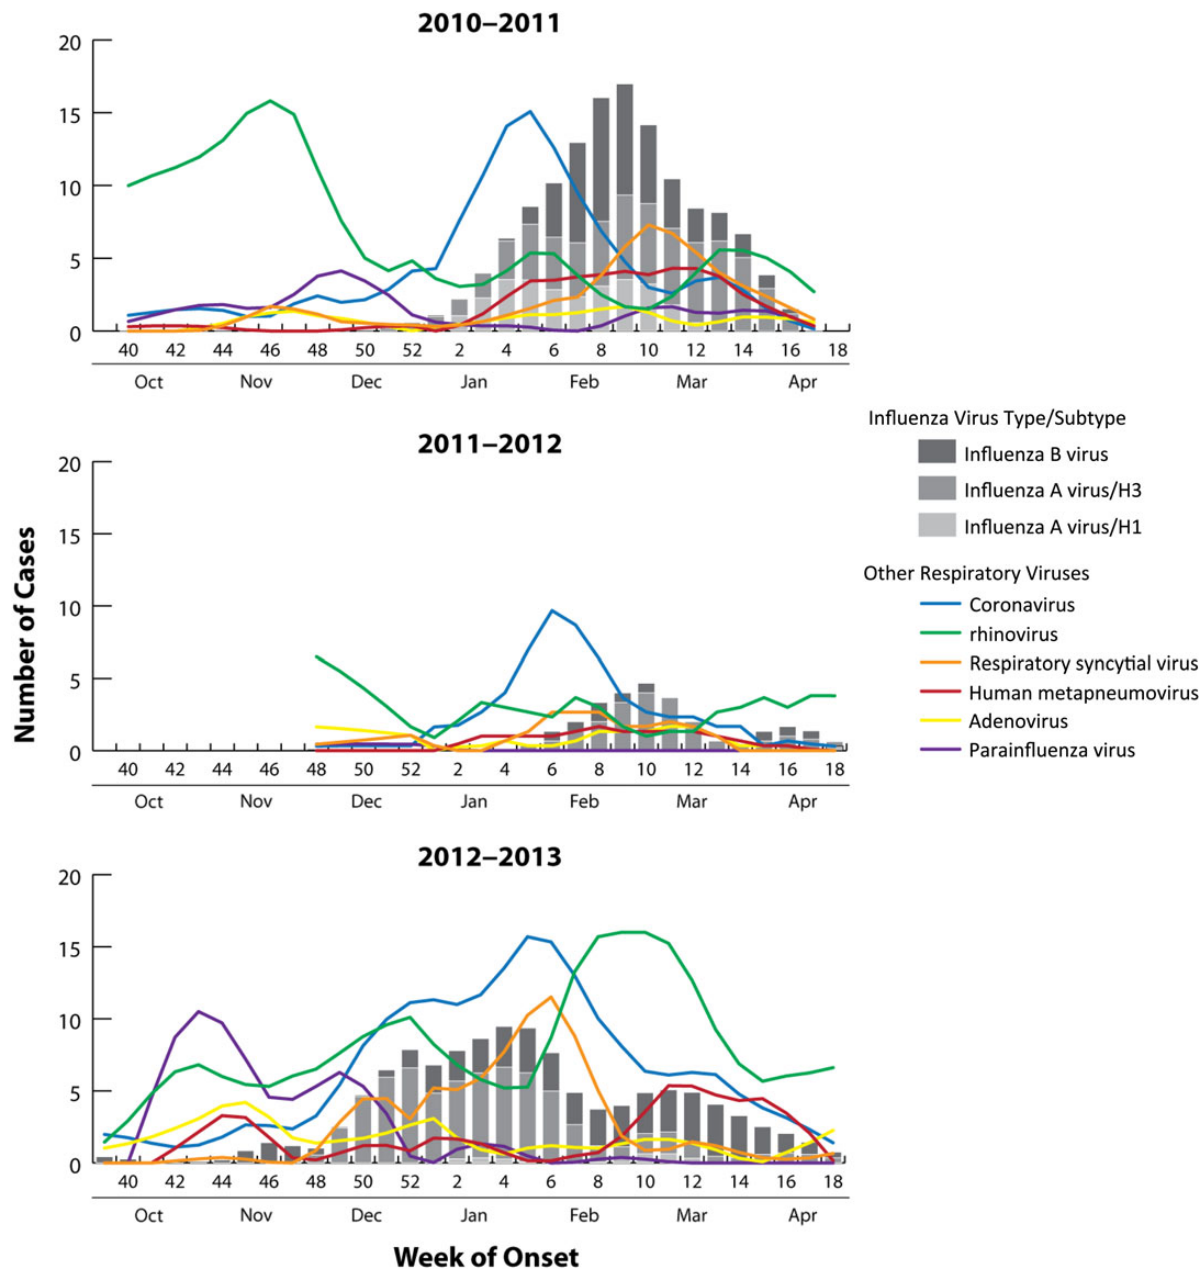 2010–2011
20
15
10
5
0
40 42 44 46 48 50 52 2 4 6 8 10 12 14 16 18
Oct Nov Dec Jan Feb Mar Apr
Influenza Virus Type/Subtype
Influenza B virus
Influenza A virus/H3
Influenza A virus/H1
Other Respiratory Viruses
Coronavirus
rhinovirus
Respiratory syncytial virus
Human metapneumovirus
Adenovirus
Parainfluenza virus
Number of Cases
2011–2012
20
15
10
5
0
40 42 44 46 48 50 52 2 4 6 8 10 12 14 16 18
Oct Nov Dec Jan Feb Mar Apr
2012–2013
20
15
10
5
0
40 42 44 46 48 50 52 2 4 6 8 10 12 14 16 18
Oct Nov Dec Jan Feb Mar Apr
Week of Onset